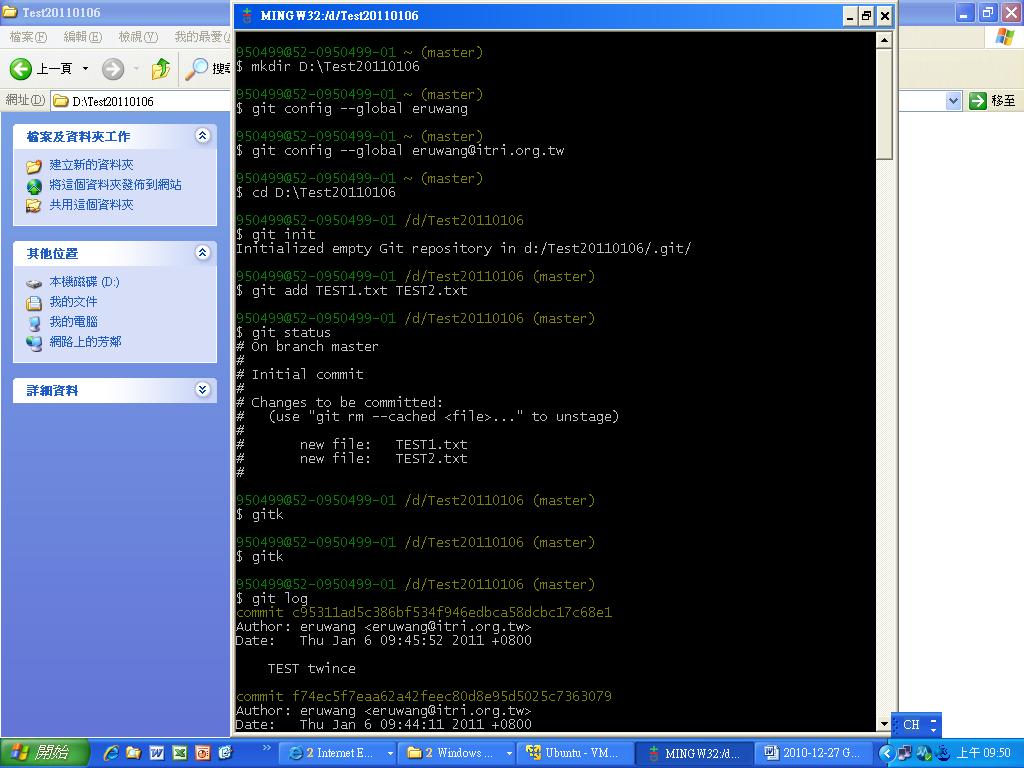 Test20110106
MINGW32:/d/Test20110106
檔案(F) 編輯(E) 檢視(V) 我的最愛(
上一頁
網址(D) D:\Test20110106 移至
檔案及資料夾工作
建立新的資料夾
將這個資料夾發佈到網站
共用這個資料夾
其他位置
本機磁碟 (D:)
我的文件
我的電腦
網路上的芳鄰
詳細資料
950499@52-0950499-01 ~ (master)
$ mkdir D:\Test20110106
950499@52-0950499-01 ~ (master)
$ git config --global eruwang
950499@52-0950499-01 ~ (master)
$ git config --global eruwang@itri.org.tw
950499@52-0950499-01 ~ (master)
$ cd D:\Test20110106
950499@52-0950499-01 /d/Test20110106
$ git init
Initialized empty Git repository in d:/Test20110106/.git/
950499@52-0950499-01 /d/Test20110106 (master)
$ git add TEST1.txt TEST2.txt
950499@52-0950499-01 /d/Test20110106 (master)
$ git status
# On branch master
#
# Initial commit
#
# Changes to be committed:
#   (use "git rm --cached <file>..." to unstage)
#
#       new file:   TEST1.txt
#       new file:   TEST2.txt
#
950499@52-0950499-01 /d/Test20110106 (master)
$ gitk
950499@52-0950499-01 /d/Test20110106 (master)
$ gitk
950499@52-0950499-01 /d/Test20110106 (master)
$ git log
commit c95311ad5c386bf534f946edbca58dcbc17c68e1
Author: eruwang <eruwang@itri.org.tw>
Date:   Thu Jan 6 09:45:52 2011 +0800
TEST twince
commit f74ec5f7eaa62a42feec80d8e95d5025c7363079
Author: eruwang <eruwang@itri.org.tw>
Date:   Thu Jan 6 09:44:11 2011 +0800
CH
開始 2 Internet E... 2 Windows ... Ubuntu - VM... MINGW32:/d... 2010-12-27 G... 上午 09:50